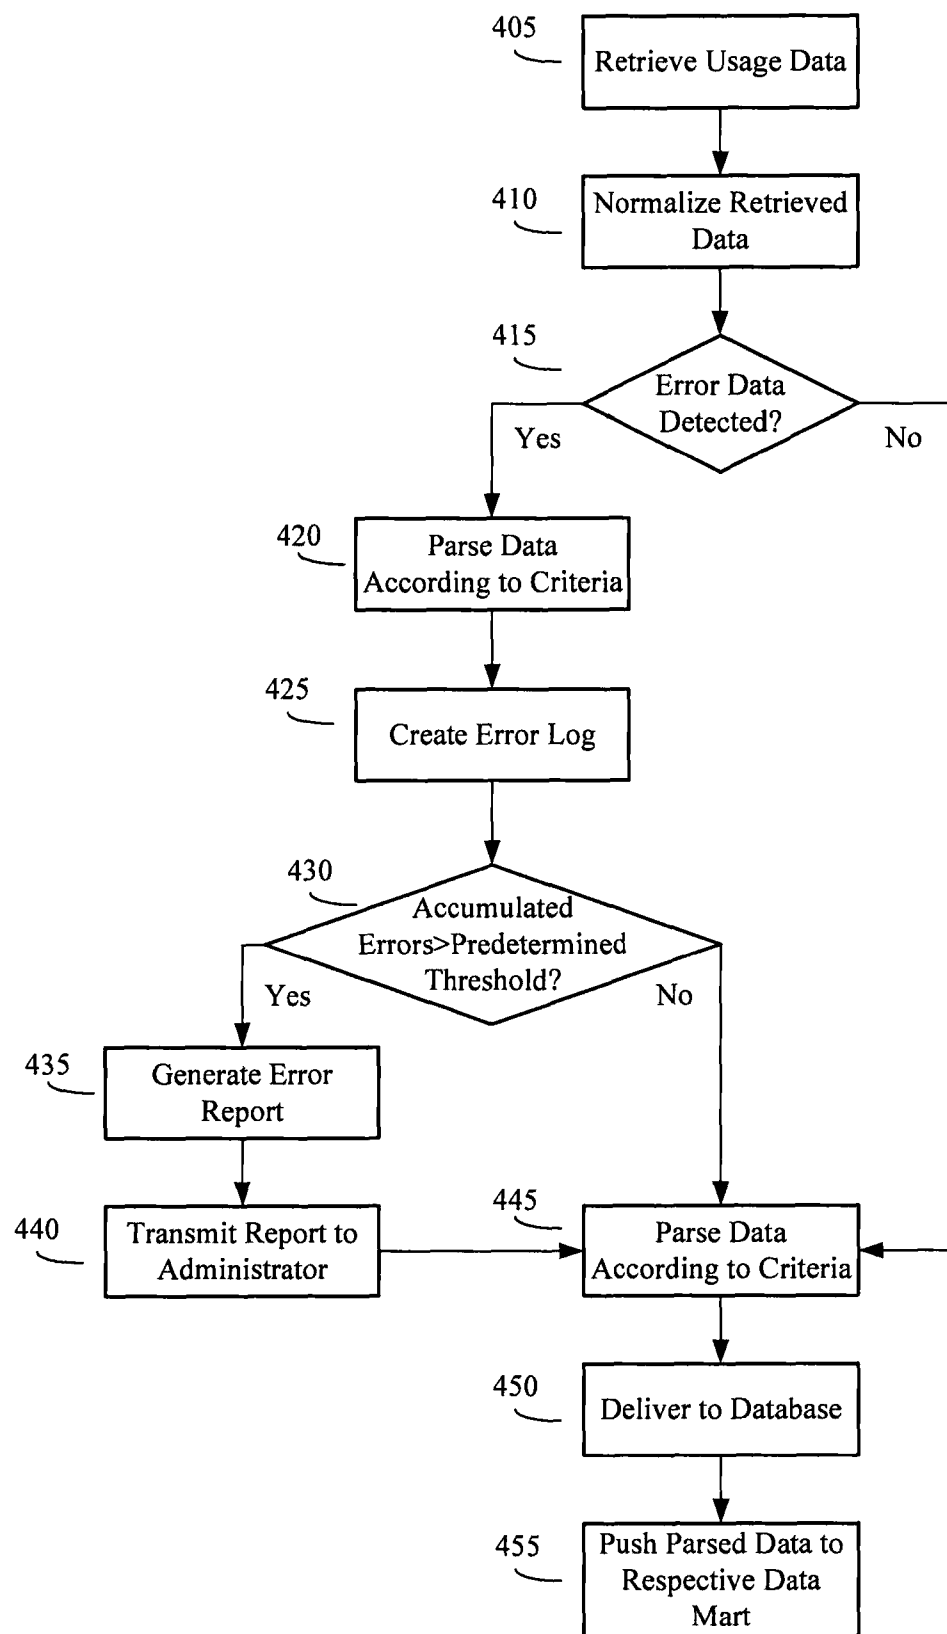 405
Retrieve Usage Data
410
Normalize Retrieved
Data
415
Error Data
Detected?
Yes
No
420
Parse Data
According to Criteria
425
Create Error Log
430
Accumulated
Errors>Predetermined
Threshold?
Yes
No
435
Generate Error
Report
440
Transmit Report to
Administrator
445
Parse Data
According to Criteria
450
Deliver to Database
455
Push Parsed Data to
Respective Data
Mart